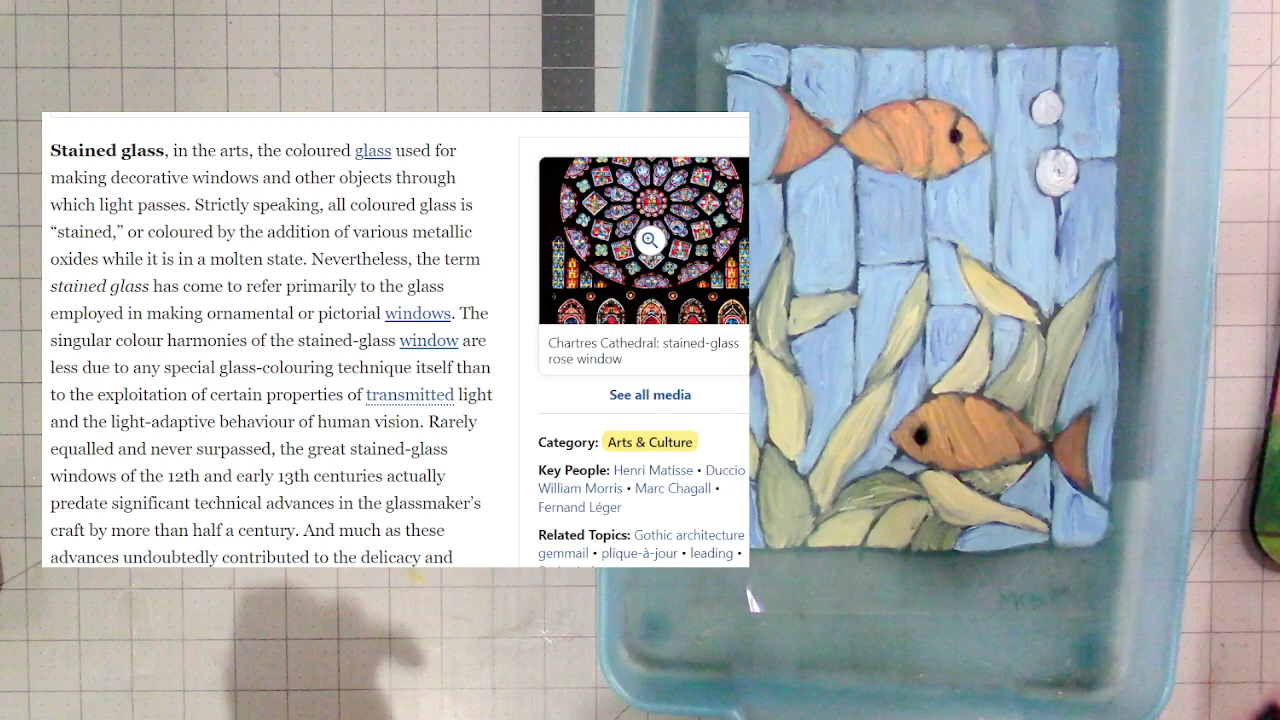 Stained glass, in the arts, the coloured glass used for
making decorative windows and other objects through
which light passes. Strictly speaking, all coloured glass is
“stained,” or coloured by the addition of various metallic
oxides while it is in a molten state. Nevertheless, the term
stained glass has come to refer primarily to the glass
employed in making ornamental or pictorial windows. The
singular colour harmonies of the stained-glass window are
less due to any special glass-colouring technique itself than
to the exploitation of certain properties of transmitted light
and the light-adaptive behaviour of human vision. Rarely
equalled and never surpassed, the great stained-glass
windows of the 12th and early 13th centuries actually
predate significant technical advances in the glassmaker’s
craft by more than half a century. And much as these
advances undoubtedly contributed to the delicacy and
Chartres Cathedral: stained-glass
rose window
See all media
Category: Arts & Culture
Key People: Henri Matisse • Duccio
William Morris • Marc Chagall •
Fernand Léger
Related Topics: Gothic architecture
gemmail • plique-à-jour • leading •